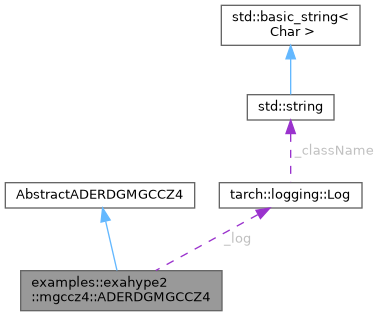 std::basic_string<
Char >
std::string
_className
AbstractADERDGMGCCZ4
tarch::logging::Log
_log
examples::exahype2
::mgccz4::ADERDGMGCCZ4